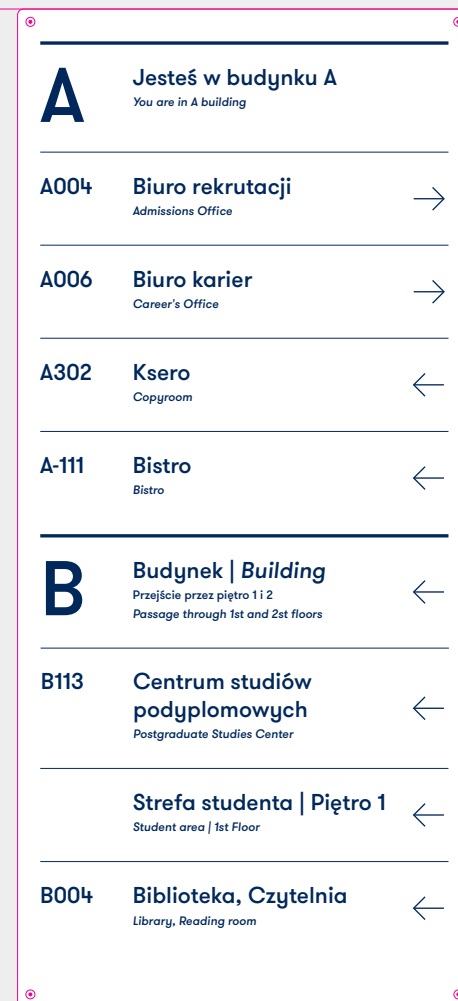 A
Jesteś w budynku A
You are in A building
A004
Biuro rekrutacji
Admissions Office
A006
Biuro karier
Career's Office
A302
Ksero
Copyroom
A-111
Bistro
Bistro
B
Budynek | Building
Przejście przez piętro 1 i 2
Passage through 1st and 2st floors
B113
Centrum studiów
podyplomowych
Postgraduate Studies Center
Strefa studenta | Piętro 1
Student area | 1st Floor
B004
Biblioteka, Czytelnia
Library, Reading room